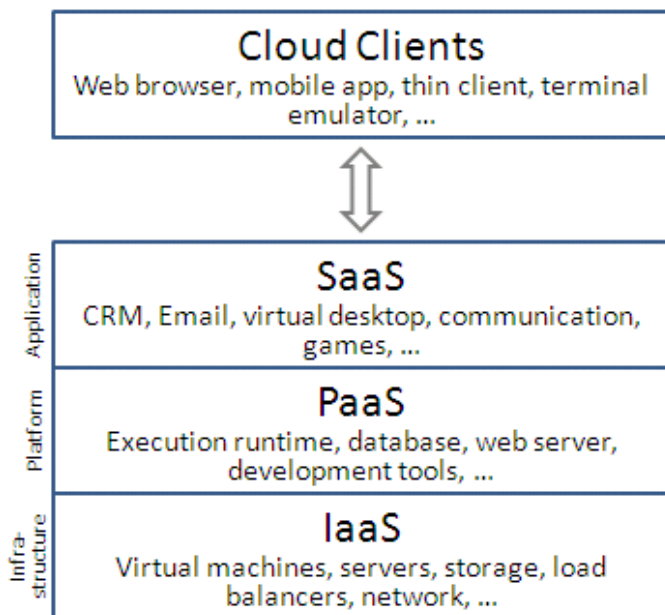 Cloud Clients
Web browser, mobile app, thin client, terminal
emulator, ...
Application
SaaS
CRM, Email, virtual desktop, communication,
games, ...
Platform
PaaS
Execution runtime, database, web server,
development tools, ...
Infra-
structure
IaaS
Virtual machines, servers, storage, load
balancers, network, ...